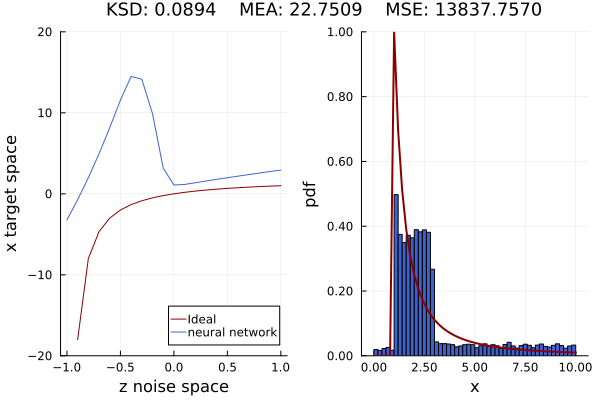 KSD: 0.0894 MEA: 22.7509 MSE: 13837.7570
20
10
0
−10
−20
x target space
−1.0 −0.5 0.0 0.5 1.0
z noise space
Ideal
neural network
1.00
0.80
0.60
0.40
0.20
0.00
pdf
0.00 2.50 5.00 7.50 10.00
x